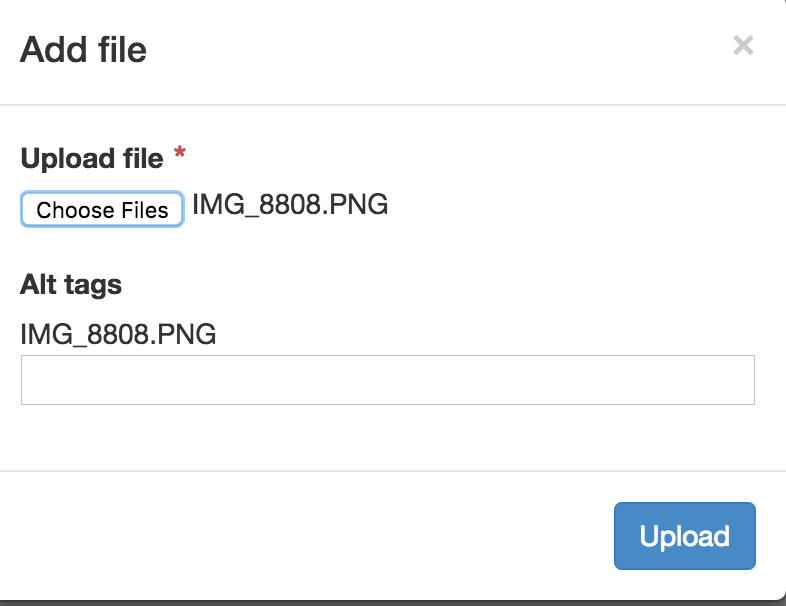 Add file
×
Upload file *
Choose Files IMG_8808.PNG
Alt tags
IMG_8808.PNG
Upload